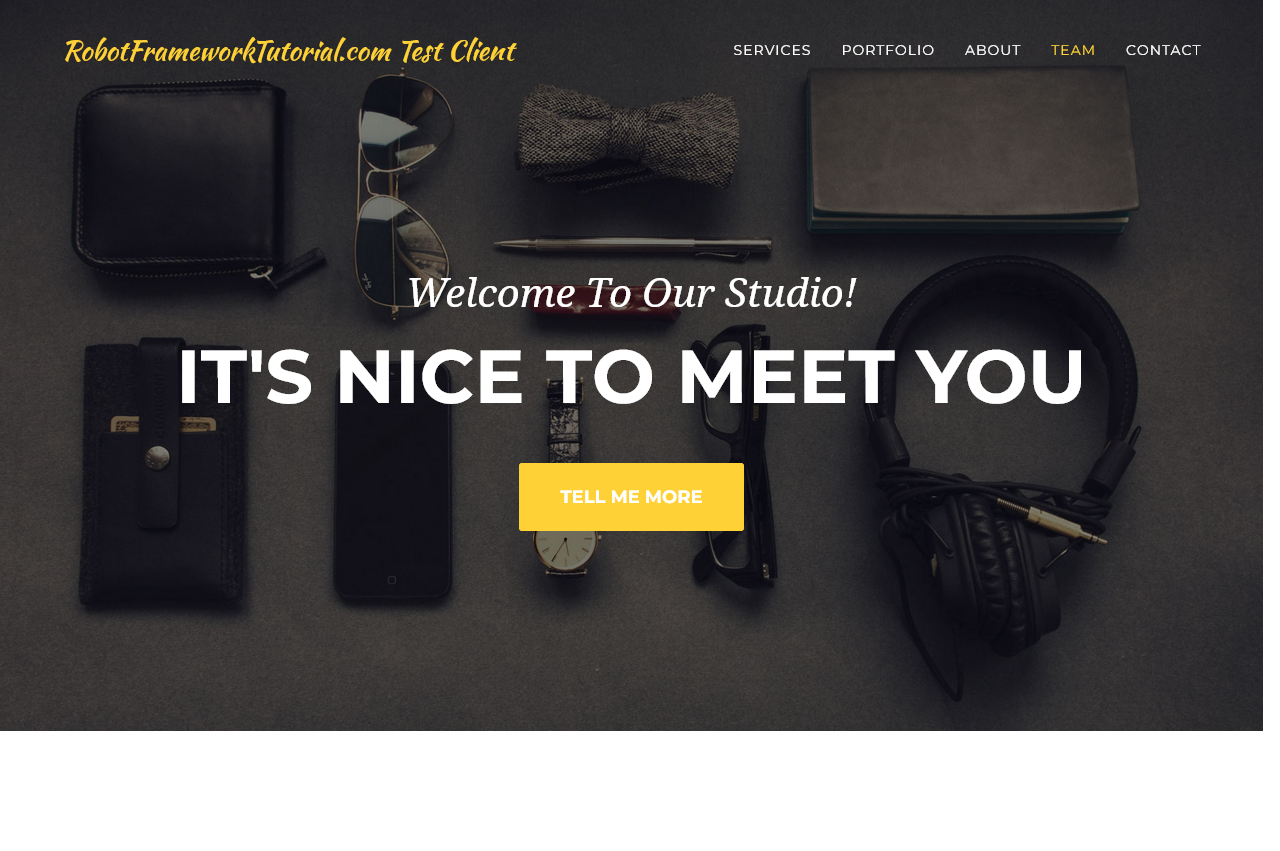 RobotFrameworkTutorial.com Test Client
SERVICES PORTFOLIO ABOUT TEAM CONTACT
Welcome To Our Studio!
IT'S NICE TO MEET YOU
TELL ME MORE